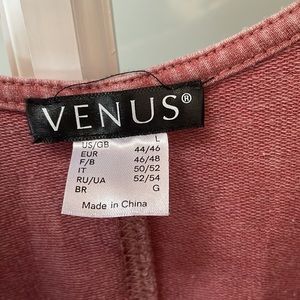 VENUS®
L
US/GB 44/46
EUR 46/48
F/B 50/52
IT 52/54
RU/UA G
BR
Made in China